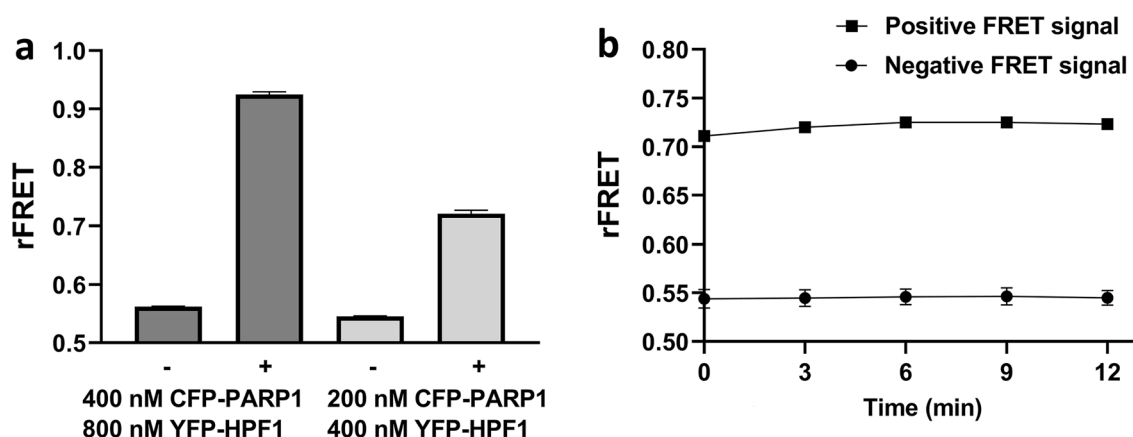 a
1.0
0.9
0.8
0.7
0.6
0.5
rFRET
- + - +
400 nM CFP-PARP1 200 nM CFP-PARP1
800 nM YFP-HPF1 400 nM YFP-HPF1
b
Positive FRET signal
Negative FRET signal
0.80
0.75
0.70
0.65
0.60
0.55
0.50
rFRET
0 3 6 9 12
Time (min)